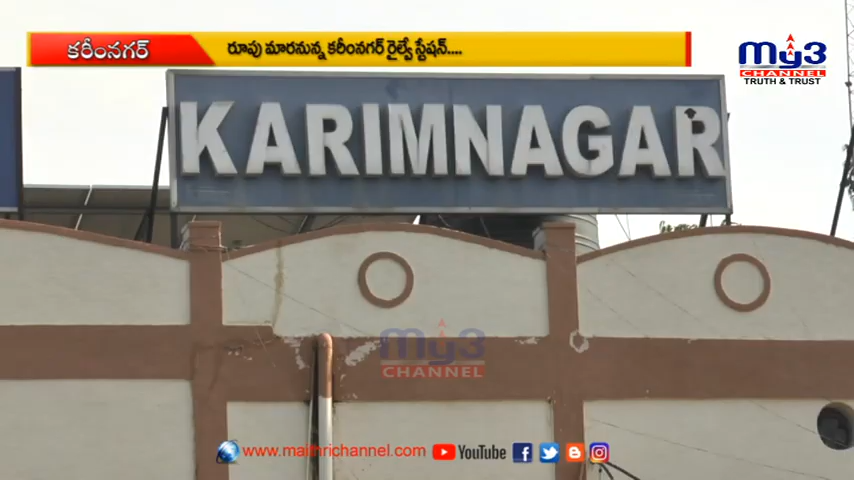 కరీంనగర్
రూపు మారనున్న కరీంనగర్ రైల్వే స్టేషన్....
my3
CHANNEL
TRUTH & TRUST
KARIMNAGAR
my3
CHANNEL
www.maithrichannel.com YouTube